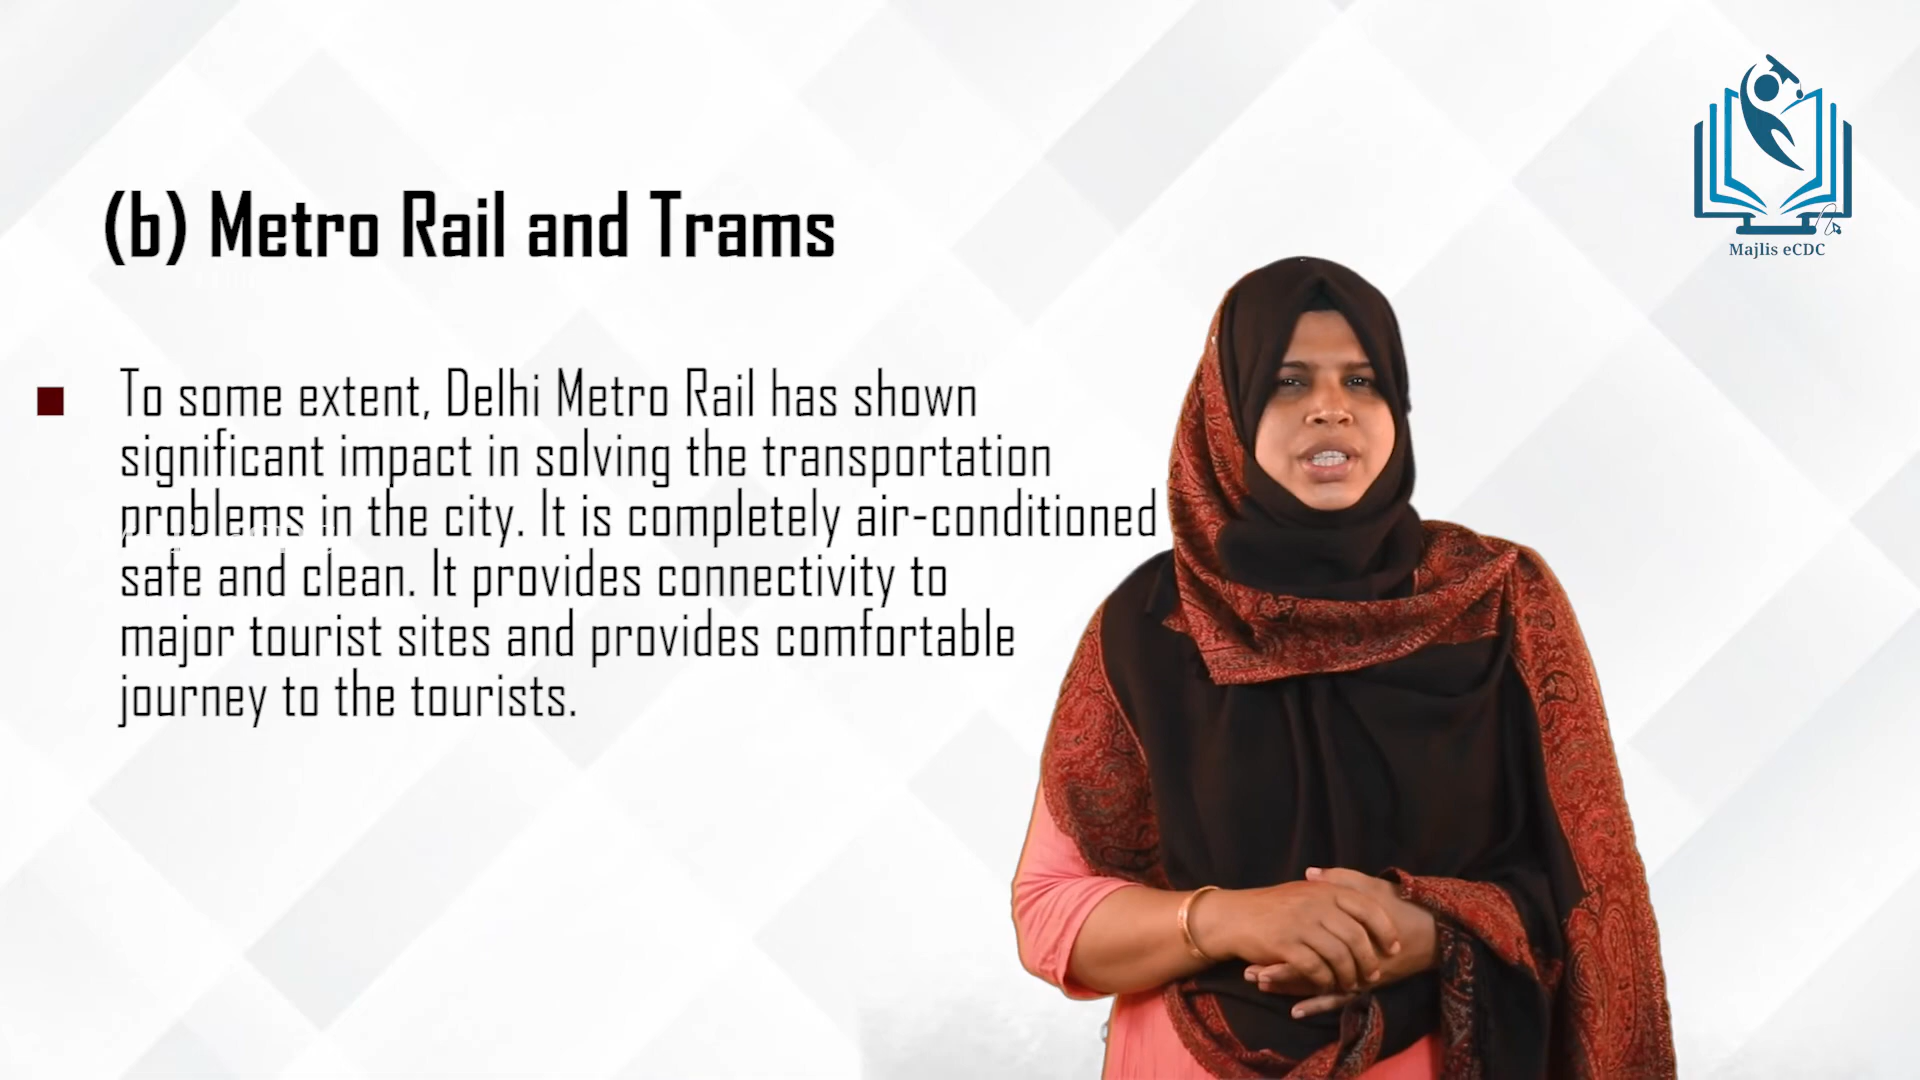 Majlis eCDC
(b) Metro Rail and Trams
To some extent, Delhi Metro Rail has shown
significant impact in solving the transportation
problems in the city. It is completely air-conditioned
safe and clean. It provides connectivity to
major tourist sites and provides comfortable
journey to the tourists.